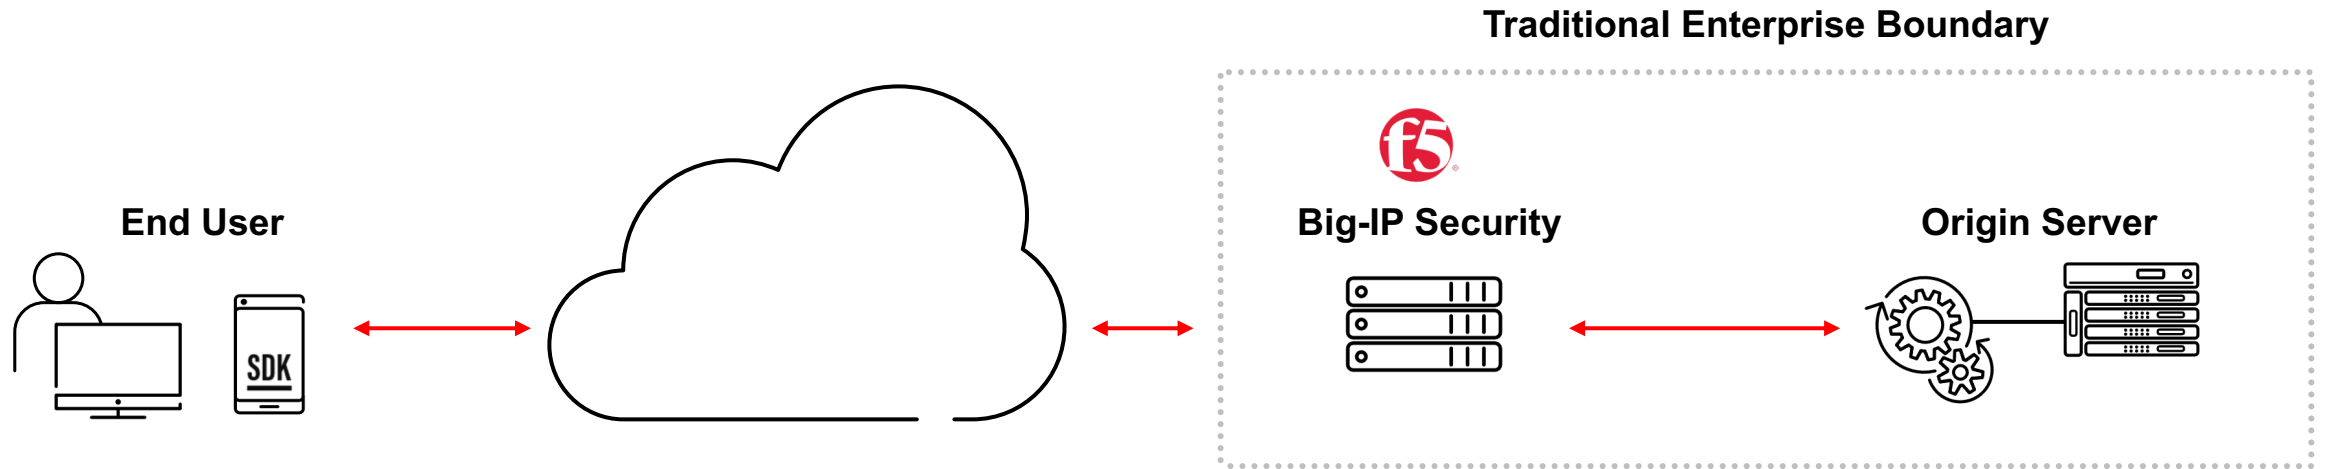 Traditional Enterprise Boundary
f5
End User
Big-IP Security
Origin Server
SDK